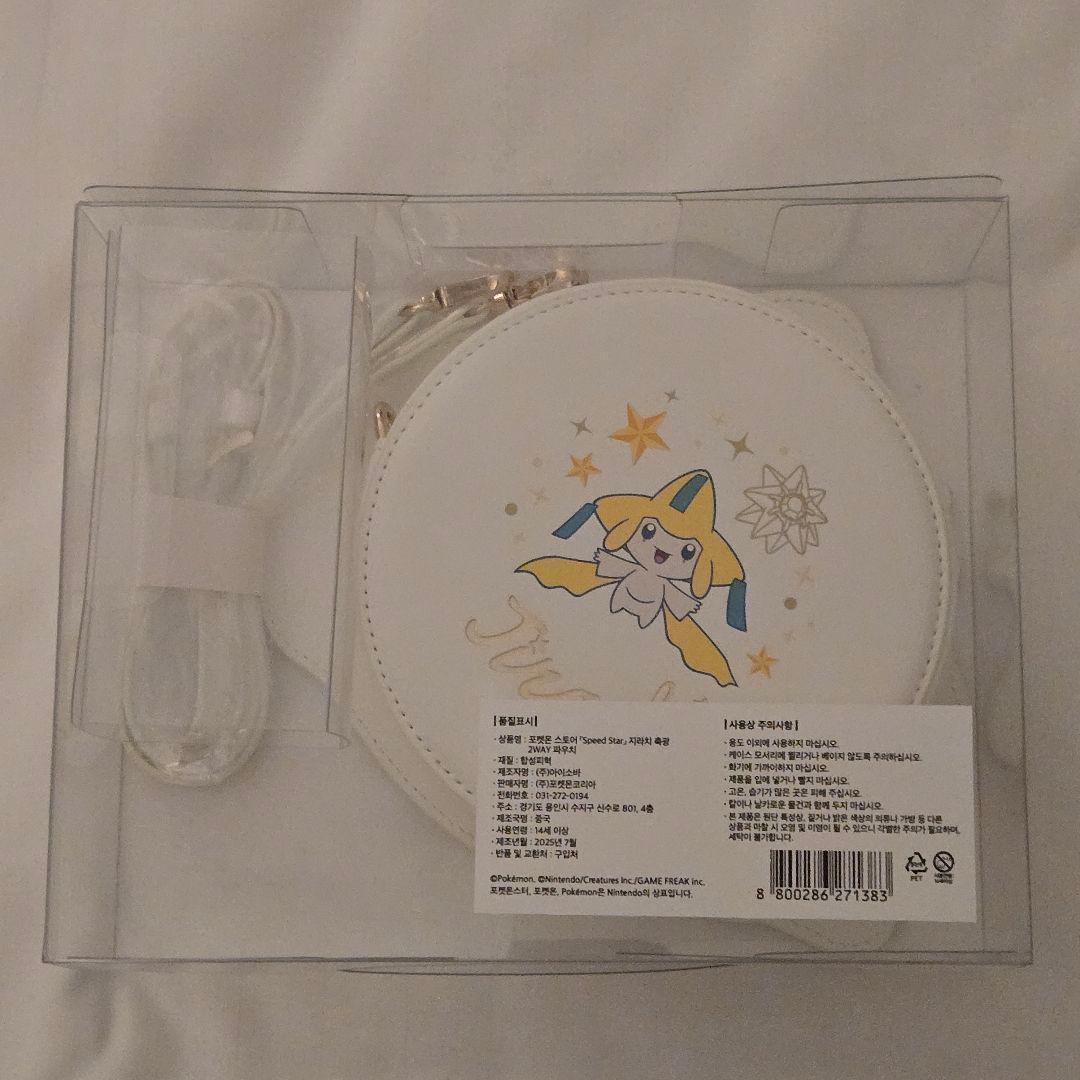 |품질표시|
· 상품명 : 포켓몬 스토어 「Speed Star」 지라치 축광
2WAY 파우치
· 재질 : 합성피혁
· 제조자명 : (주)아이소바
· 판매자명 : (주)포켓몬코리아
· 전화번호 : 031-272-0194
· 주소 : 경기도 용인시 수지구 신수로 801, 4층
· 제조국명 : 중국
· 사용연령 : 14세 이상
· 제조년월 : 2025년 7월
· 반품 및 교환처 : 구입처
©Pokémon. ©Nintendo/Creatures Inc./GAME FREAK inc.
포켓몬스터, 포켓몬, Pokémon은 Nintendo의 상표입니다.
|사용상 주의사항|
· 용도 이외에 사용하지 마십시오.
· 케이스 모서리에 찔리거나 베이지 않도록 주의하십시오.
· 화기에 가까이하지 마십시오.
· 제품을 입에 넣거나 빨지 마십시오.
· 고온, 습기가 많은 곳은 피해 주십시오.
· 칼이나 날카로운 물건과 함께 두지 마십시오.
· 본 제품은 원단 특성상, 짙거나 밝은 색상의 의류나 가방 등 다른
상품과 마찰 시 오염 및 이염이 될 수 있으니 각별한 주의가 필요하며,
세탁이 불가합니다.
8 800286 271383
PET